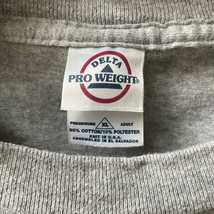 DELTA
PRO WEIGHT®
PRESHRUNK XL ADULT
90% COTTON/10% POLYESTER
KNIT IN U.S.A.
ASSEMBLED IN EL SALVADOR